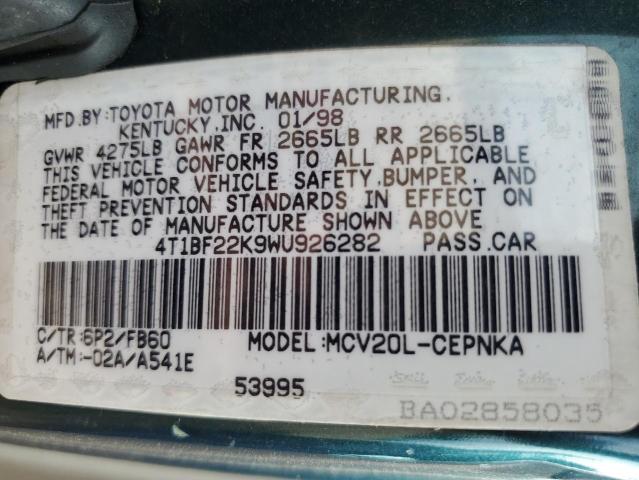 MFD.BY:TOYOTA MOTOR MANUFACTURING.
KENTUCKY,INC. 01/98
GVWR 4275LB GAWR FR 2665LB RR 2665LB
THIS VEHICLE CONFORMS TO ALL APPLICABLE
FEDERAL MOTOR VEHICLE SAFETY,BUMPER, AND
THEFT PREVENTION STANDARDS IN EFFECT ON
THE DATE OF MANUFACTURE SHOWN ABOVE
4T1BF22K9WU926282 PASS.CAR
C/TR:6P2/FB60 MODEL:MCV20L-CEPNKA
A/TM:-02A/A541E
53995
BA02858035